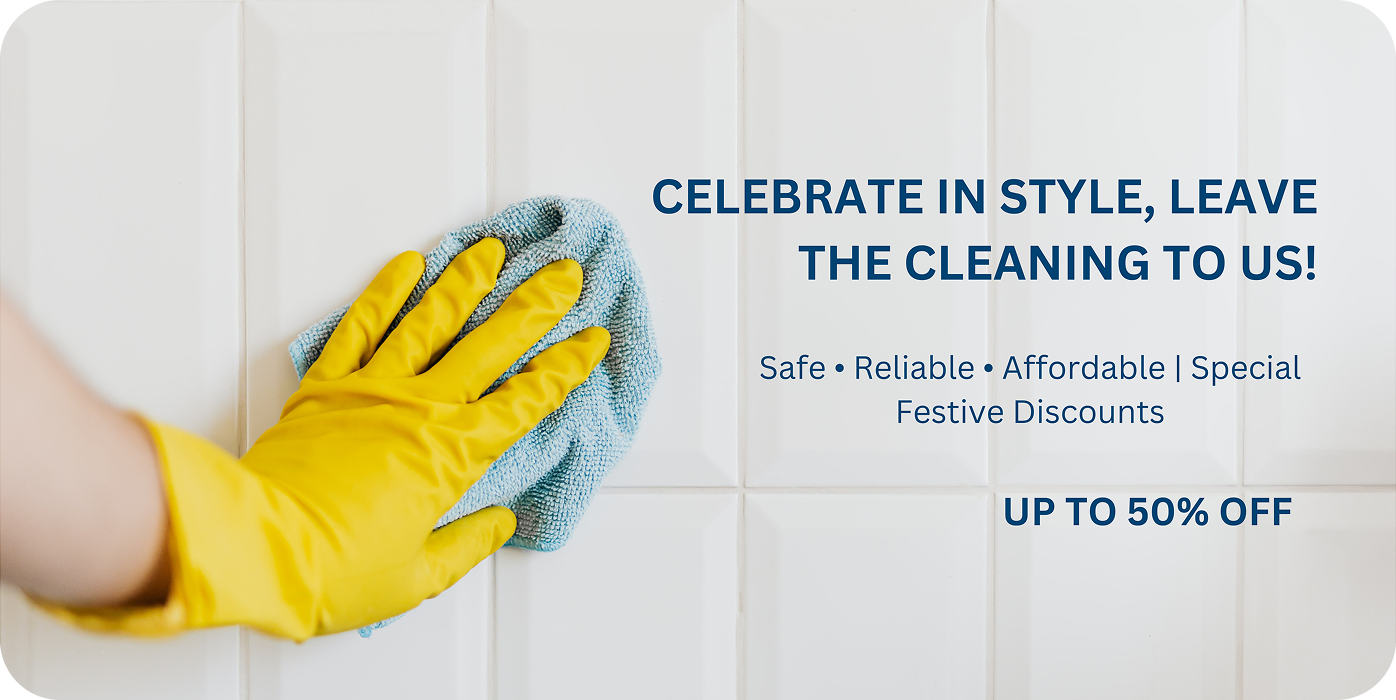 CELEBRATE IN STYLE, LEAVE
THE CLEANING TO US!
Safe • Reliable • Affordable | Special
Festive Discounts
UP TO 50% OFF